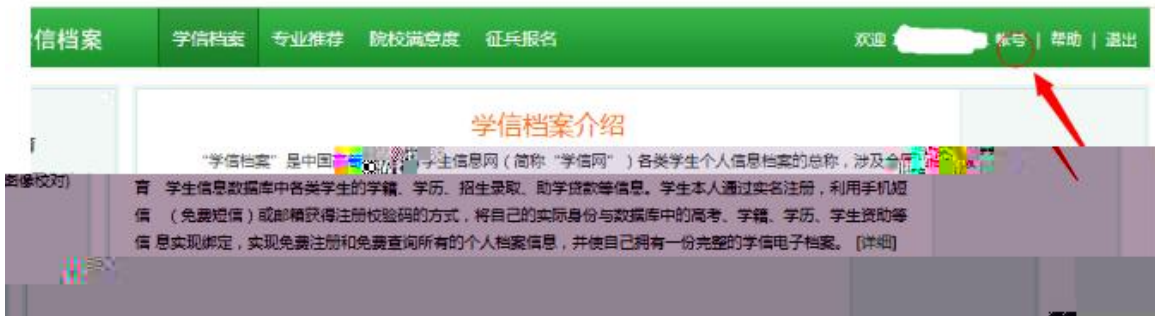 信档案 学信档案 专业推荐 院校满意度 征兵报名 欢迎 账号 | 帮助 | 退出
学信档案介绍
“学信档案”是中国 学生信息网(简称“学信网”)各类学生个人信息档案的总称,涉及
图像校对)
育 学生信息数据库中各类学生的学籍、学历、招生录取、助学贷款等信息。学生本人通过实名注册,利用手机短
信 (免费短信)或邮箱获得注册校验码的方式,将自己的实际身份与数据库中的高考、学籍、学历、学生资助等
信 息实现绑定,实现免费注册和免费查询所有的个人档案信息,并使自己拥有一份完整的学信电子档案。 [详细]